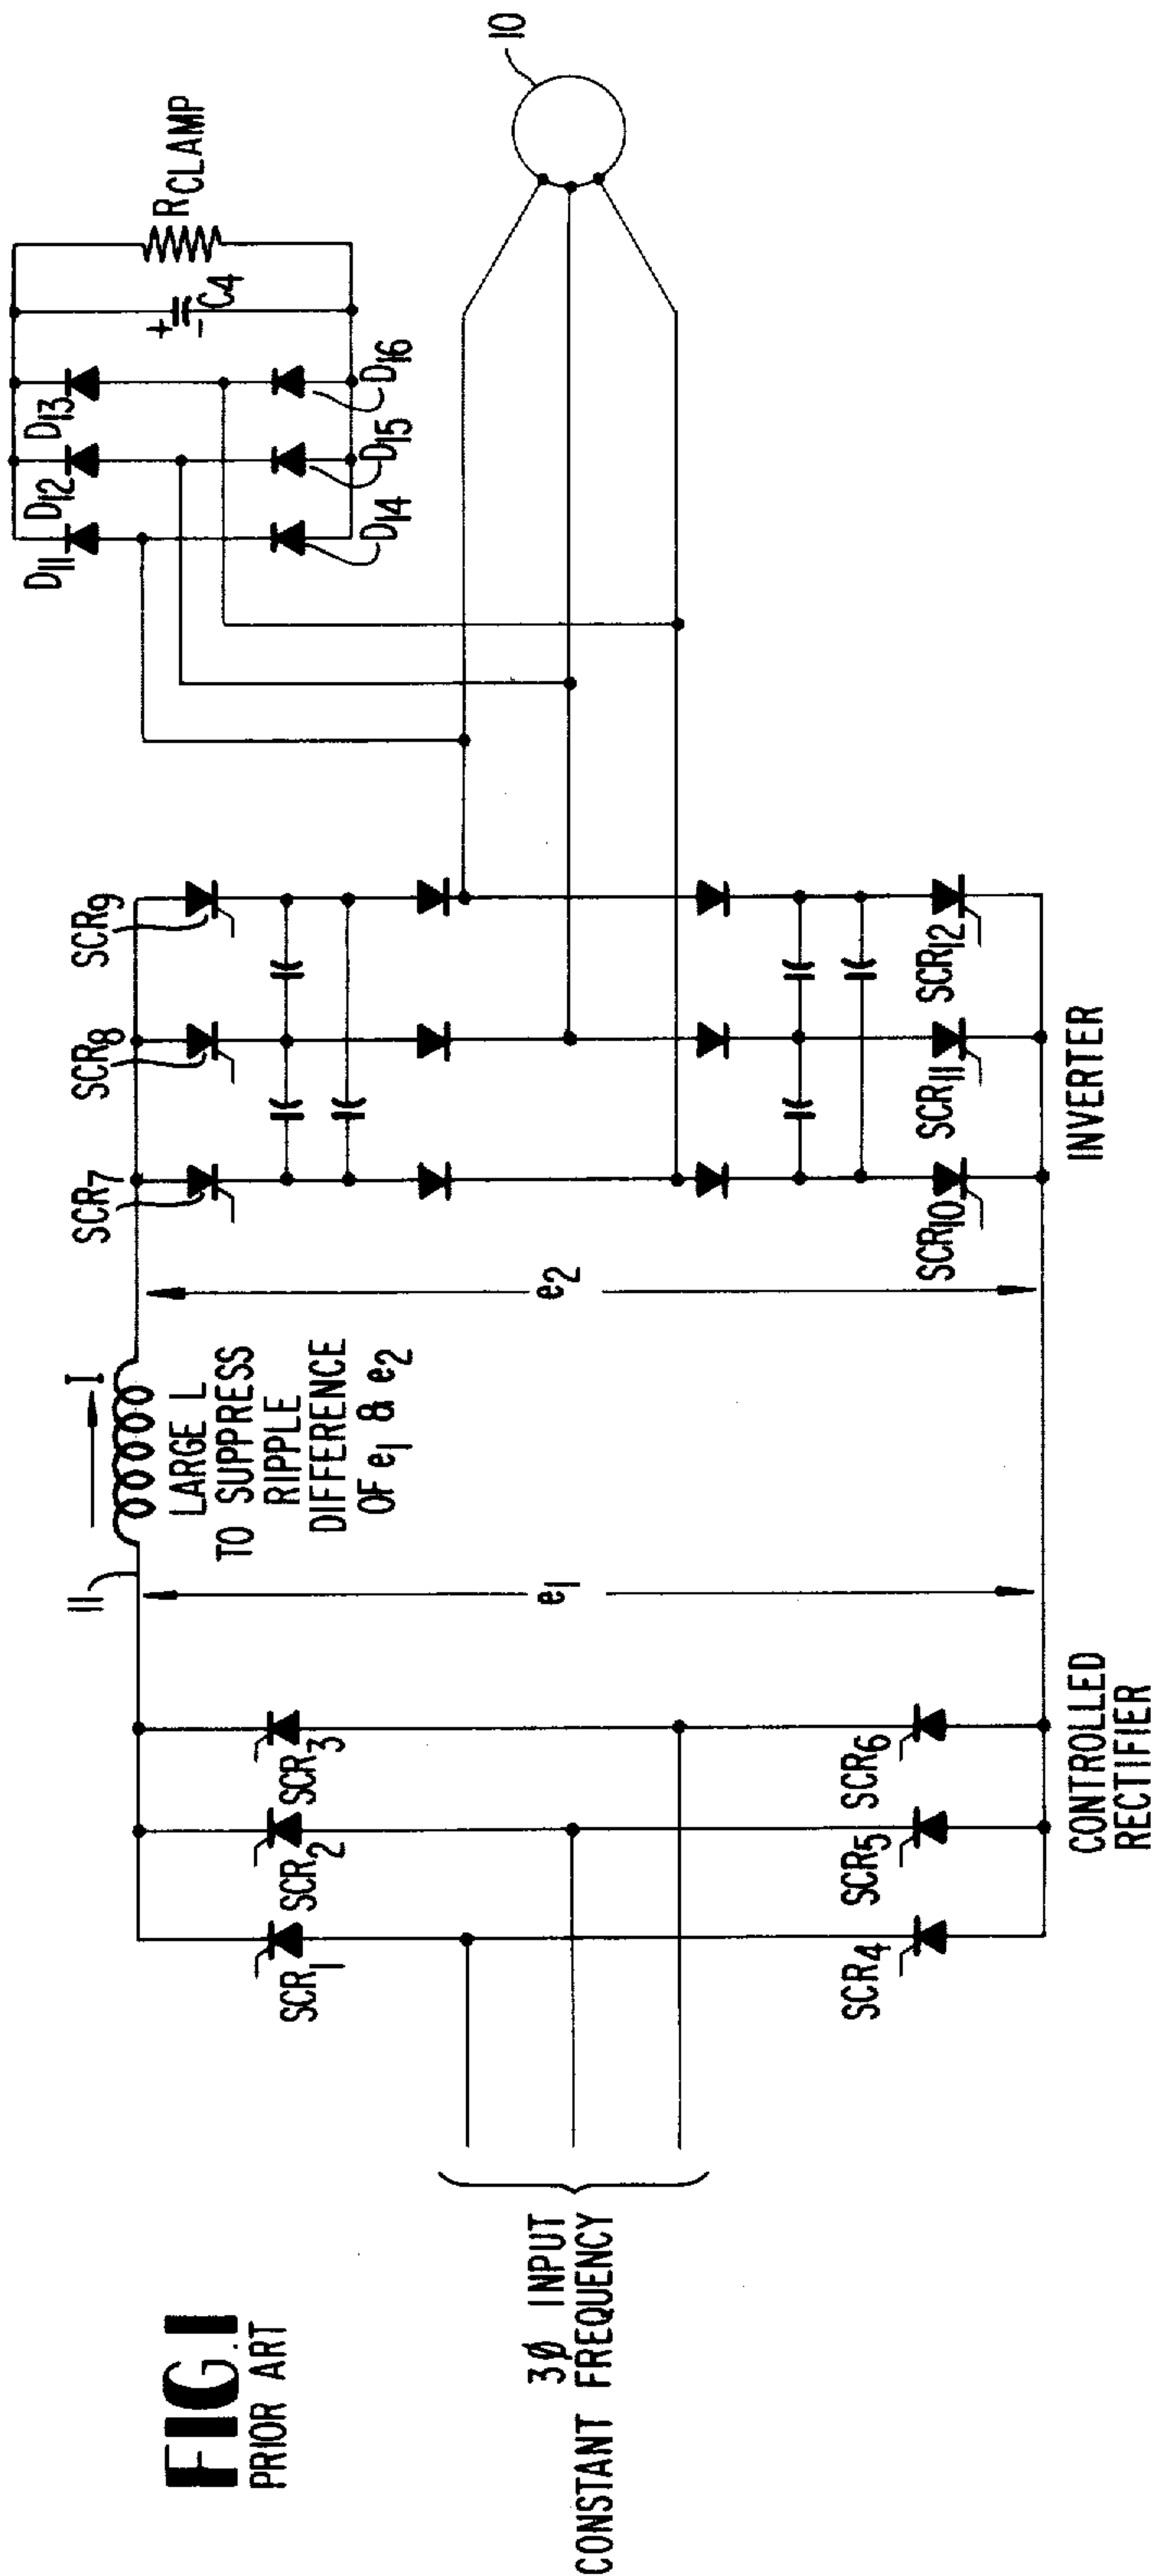 FIG.1
PRIOR ART
3Ø INPUT
CONSTANT FREQUENCY
SCR1
SCR2
SCR3
SCR4
SCR5
SCR6
CONTROLLED
RECTIFIER
11
I
LARGE L
TO SUPPRESS
RIPPLE
DIFFERENCE
OF e1 & e2
e1
e2
SCR7
SCR8
SCR9
SCR10
SCR11
SCR12
INVERTER
D11
D12
D13
D14
D15
D16
+
-
C4
RCLAMP
10